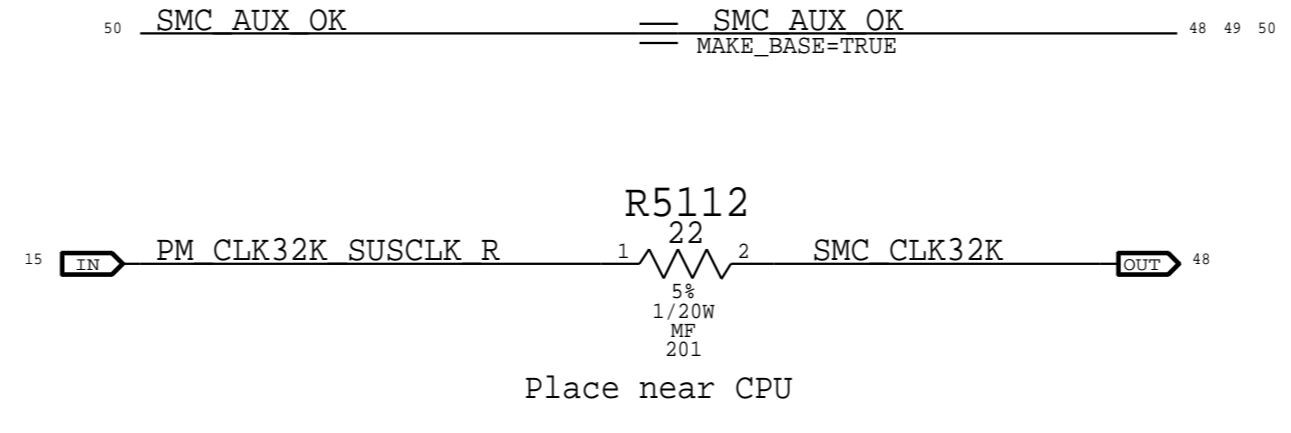 50 SMC_AUX_OK SMC_AUX_OK 48 49 50
MAKE_BASE=TRUE
R5112
22
15 IN PM_CLK32K_SUSCLK_R 1 2 SMC_CLK32K OUT 48
5%
1/20W
MF
201
Place near CPU